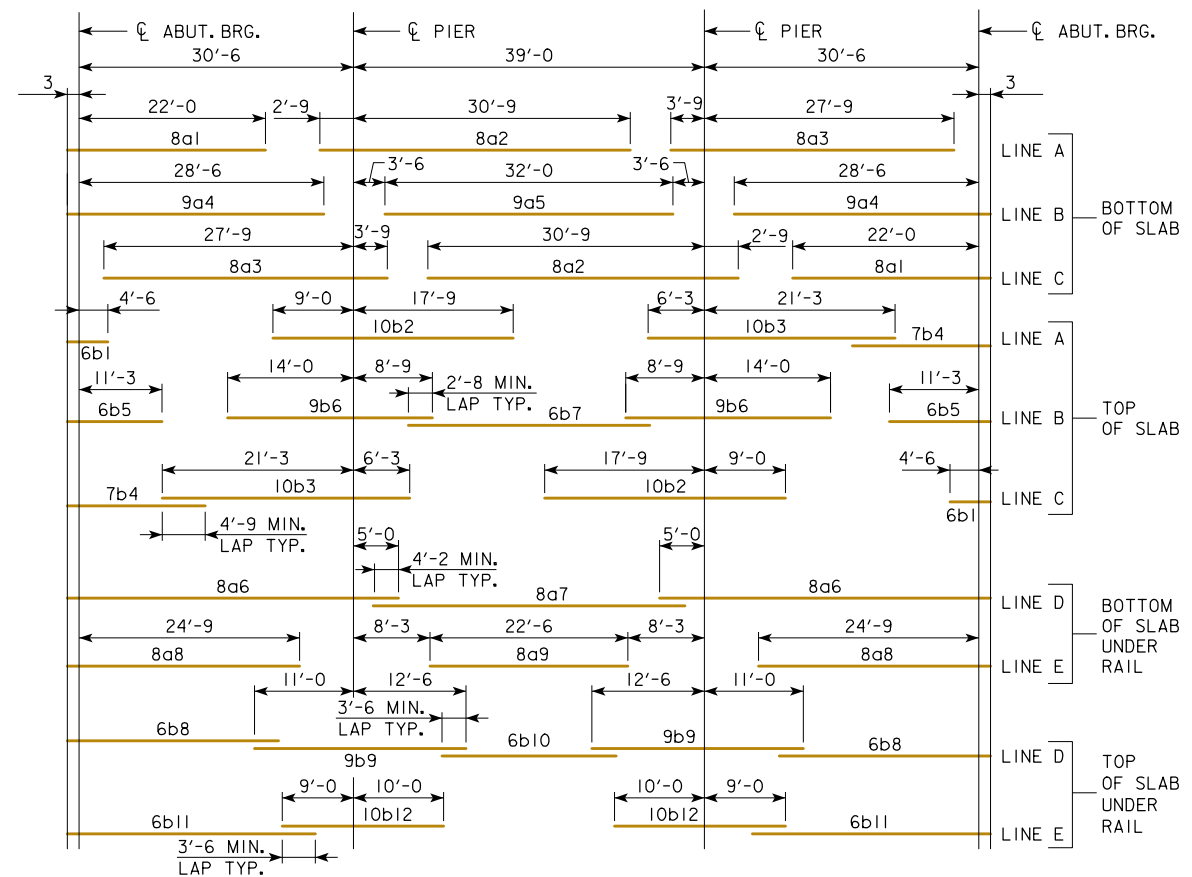 ℄ ABUT. BRG.
℄ PIER
℄ PIER
℄ ABUT. BRG.
30'-6
39'-0
30'-6
3
3
22'-0
2'-9
30'-9
3'-9
27'-9
8a1
8a2
8a3
LINE A
28'-6
3'-6
32'-0
3'-6
28'-6
9a4
9a5
9a4
LINE B
BOTTOM
OF SLAB
27'-9
3'-9
30'-9
2'-9
22'-0
8a3
8a2
8a1
LINE C
4'-6
9'-0
17'-9
6'-3
21'-3
6b1
10b2
10b3
7b4
LINE A
11'-3
14'-0
8'-9
2'-8 MIN.
LAP TYP.
8'-9
14'-0
11'-3
6b5
9b6
6b7
9b6
6b5
LINE B
TOP
OF SLAB
21'-3
6'-3
17'-9
9'-0
4'-6
7b4
10b3
10b2
6b1
LINE C
4'-9 MIN.
LAP TYP.
5'-0
4'-2 MIN.
LAP TYP.
5'-0
8a6
8a7
8a6
LINE D
BOTTOM
OF SLAB
UNDER
RAIL
24'-9
8'-3
22'-6
8'-3
24'-9
8a8
8a9
8a8
LINE E
11'-0
12'-6
12'-6
11'-0
3'-6 MIN.
LAP TYP.
6b8
9b9
6b10
9b9
6b8
LINE D
TOP
OF SLAB
UNDER
RAIL
9'-0
10'-0
10'-0
9'-0
6b11
10b12
10b12
6b11
LINE E
3'-6 MIN.
LAP TYP.